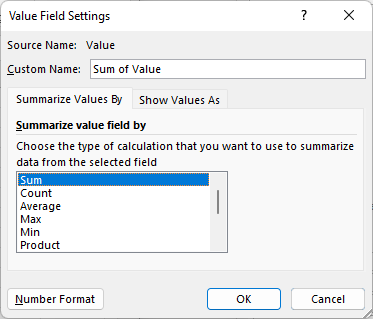 Value Field Settings ? ×
Source Name: Value
Custom Name: Sum of Value
Summarize Values By Show Values As
Summarize value field by
Choose the type of calculation that you want to use to summarize
data from the selected field
Sum
Count
Average
Max
Min
Product
Number Format OK Cancel